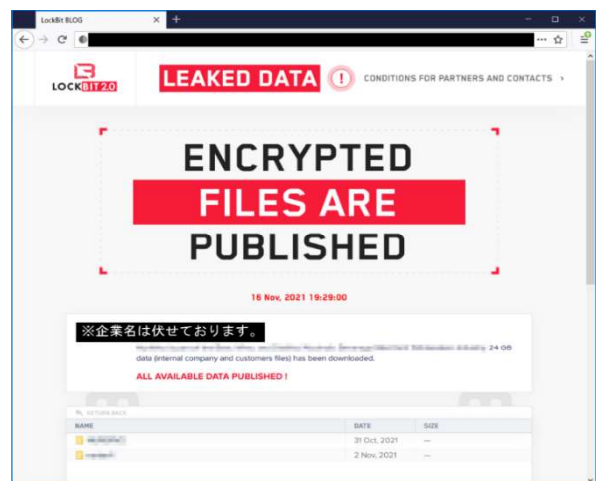 LockBit BLOG
LOCKBIT 2.0
LEAKED DATA
CONDITIONS FOR PARTNERS AND CONTACTS >
ENCRYPTED
FILES ARE
PUBLISHED
16 Nov, 2021 19:29:00
※企業名は伏せております。
24 GB
data (internal company and customers files) has been downloaded.
ALL AVAILABLE DATA PUBLISHED !
RETURN BACK
NAME DATE SIZE
31 Oct, 2021 —
2 Nov, 2021 —